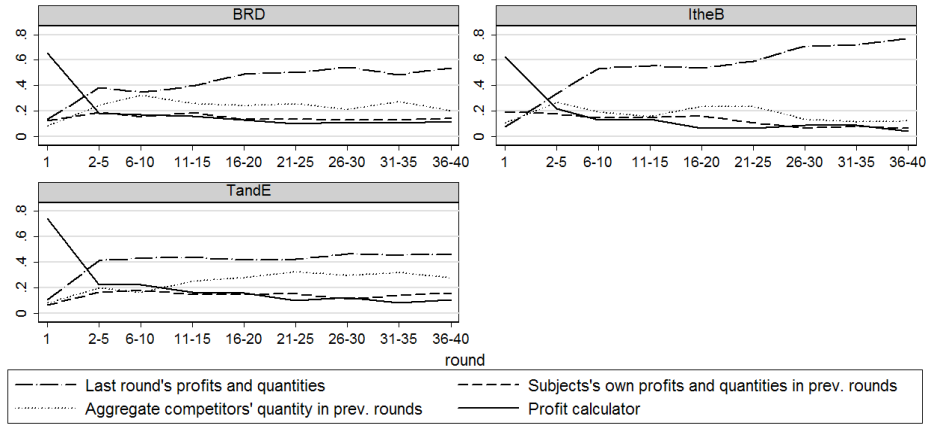 BRD
.8
.6
.4
.2
0
1 2-5 6-10 11-15 16-20 21-25 26-30 31-35 36-40
ItheB
.8
.6
.4
.2
0
1 2-5 6-10 11-15 16-20 21-25 26-30 31-35 36-40
TandE
.8
.6
.4
.2
0
1 2-5 6-10 11-15 16-20 21-25 26-30 31-35 36-40
round
Last round's profits and quantities
Subjects's own profits and quantities in prev. rounds
Aggregate competitors' quantity in prev. rounds
Profit calculator